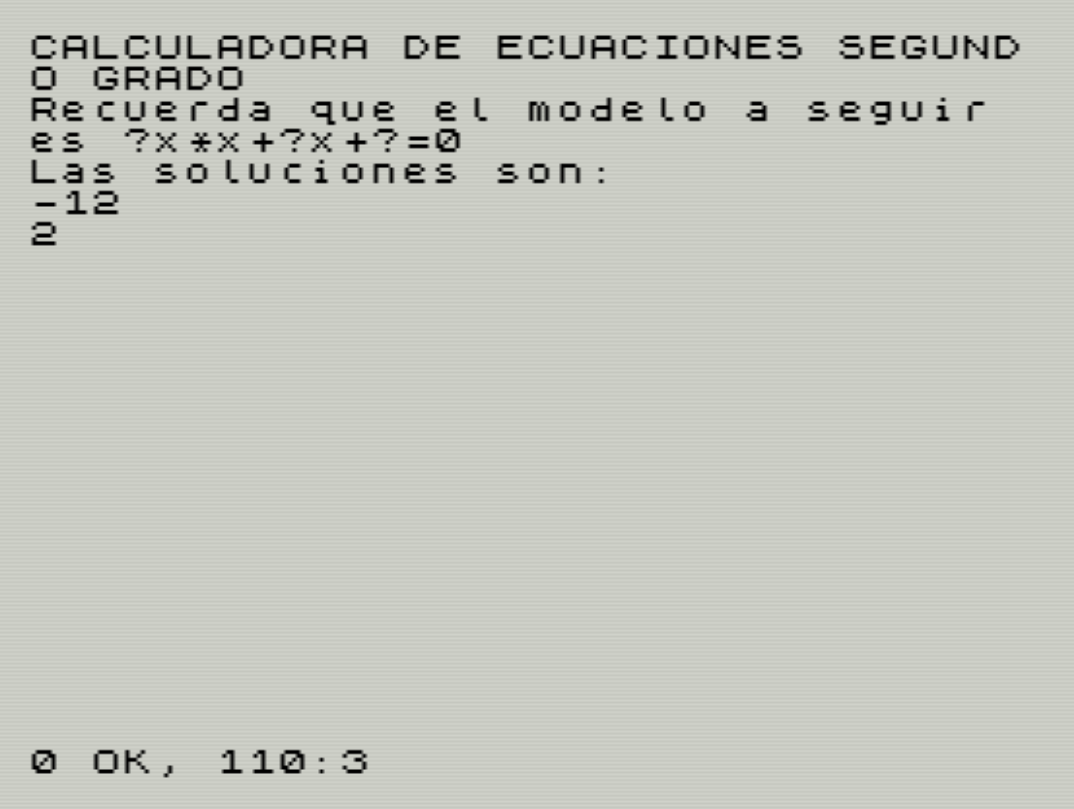 CALCULADORA DE ECUACIONES SEGUND
O GRADO
Recuerda que el modelo a seguir
es ?x*x+?x+?=0
Las soluciones son:
-12
2
0 OK, 110:3